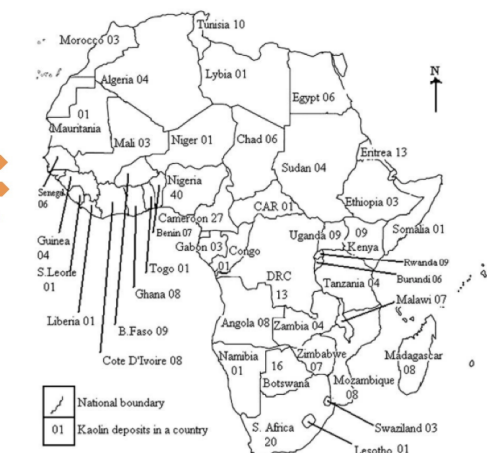 Tunisia 10
Morocco 03
Algeria 04
Lybia 01
Egypt 06
N
01
Mauritania
Mali 03
Niger 01
Chad 06
Sudan 04
Eritrea 13
Senegal
06
Nigeria
40
Ethiopia 03
CAR 01
Cameroon 27
Benin 07
Somalia 01
Uganda 09
09
Kenya
Guinea
04
Gabon 03
Congo
01
Rwanda 09
Burundi 06
S.Leone
01
Togo 01
DRC
13
Tanzania 04
Ghana 08
Malawi 07
Liberia 01
B.Faso 09
Angola 08
Zambia 04
Cote D'Ivoire 08
Namibia
01
16
Botswana
Zimbabwe
07
Mozambique
08
Madagascar
08
National boundary
01
Kaolin deposits in a country
S. Africa
20
Swaziland 03
Lesotho 01